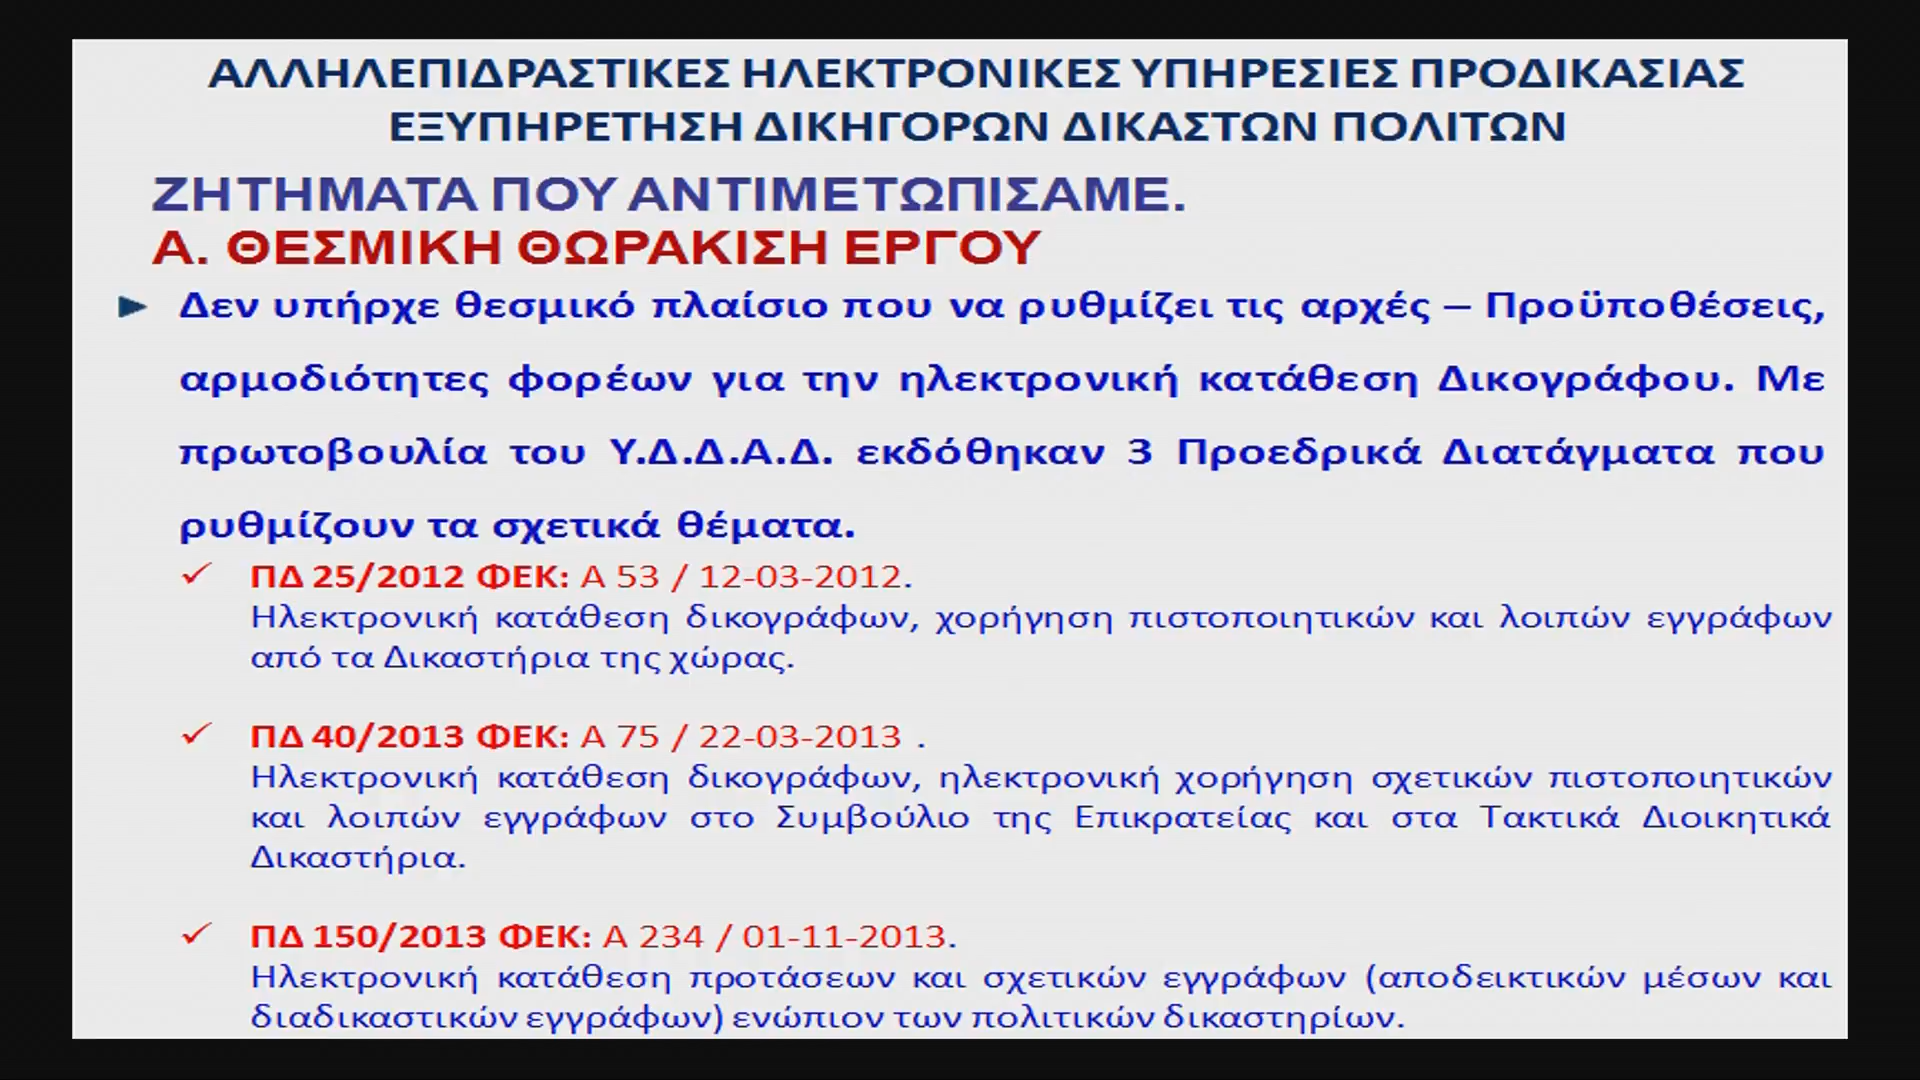 ΑΛΛΗΛΕΠΙΔΡΑΣΤΙΚΕΣ ΗΛΕΚΤΡΟΝΙΚΕΣ ΥΠΗΡΕΣΙΕΣ ΠΡΟΔΙΚΑΣΙΑΣ
ΕΞΥΠΗΡΕΤΗΣΗ ΔΙΚΗΓΟΡΩΝ ΔΙΚΑΣΤΩΝ ΠΟΛΙΤΩΝ
ΖΗΤΗΜΑΤΑ ΠΟΥ ΑΝΤΙΜΕΤΩΠΙΣΑΜΕ.
Α. ΘΕΣΜΙΚΗ ΘΩΡΑΚΙΣΗ ΕΡΓΟΥ
► Δεν υπήρχε θεσμικό πλαίσιο που να ρυθμίζει τις αρχές – Προϋποθέσεις,
αρμοδιότητες φορέων για την ηλεκτρονική κατάθεση Δικογράφου. Με
πρωτοβουλία του Υ.Δ.Δ.Α.Δ. εκδόθηκαν 3 Προεδρικά Διατάγματα που
ρυθμίζουν τα σχετικά θέματα.
✓ ΠΔ 25/2012 ΦΕΚ: Α 53 / 12-03-2012.
Ηλεκτρονική κατάθεση δικογράφων, χορήγηση πιστοποιητικών και λοιπών εγγράφων
από τα Δικαστήρια της χώρας.
✓ ΠΔ 40/2013 ΦΕΚ: Α 75 / 22-03-2013 .
Ηλεκτρονική κατάθεση δικογράφων, ηλεκτρονική χορήγηση σχετικών πιστοποιητικών
και λοιπών εγγράφων στο Συμβούλιο της Επικρατείας και στα Τακτικά Διοικητικά
Δικαστήρια.
✓ ΠΔ 150/2013 ΦΕΚ: Α 234 / 01-11-2013.
Ηλεκτρονική κατάθεση προτάσεων και σχετικών εγγράφων (αποδεικτικών μέσων και
διαδικαστικών εγγράφων) ενώπιον των πολιτικών δικαστηρίων.